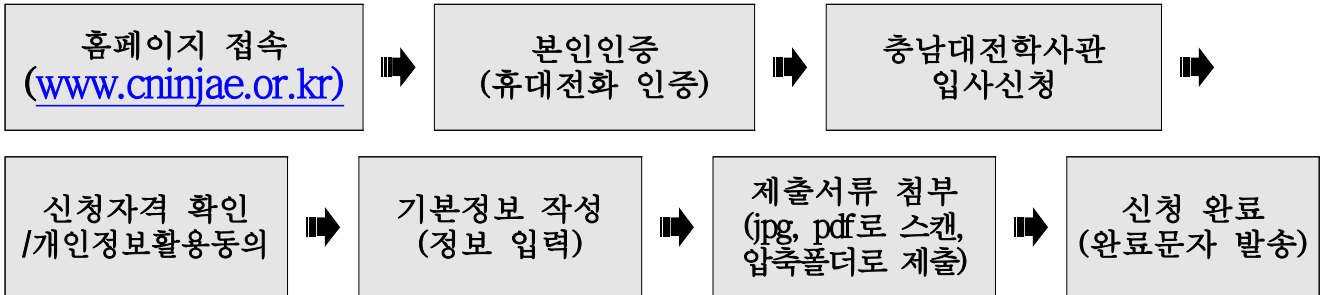 홈페이지 접속
(www.cninjae.or.kr)
본인인증
(휴대전화 인증)
충남대전학사관
입사신청
신청자격 확인
/개인정보활용동의
기본정보 작성
(정보 입력)
제출서류 첨부
(jpg, pdf로 스캔,
압축폴더로 제출)
신청 완료
(완료문자 발송)